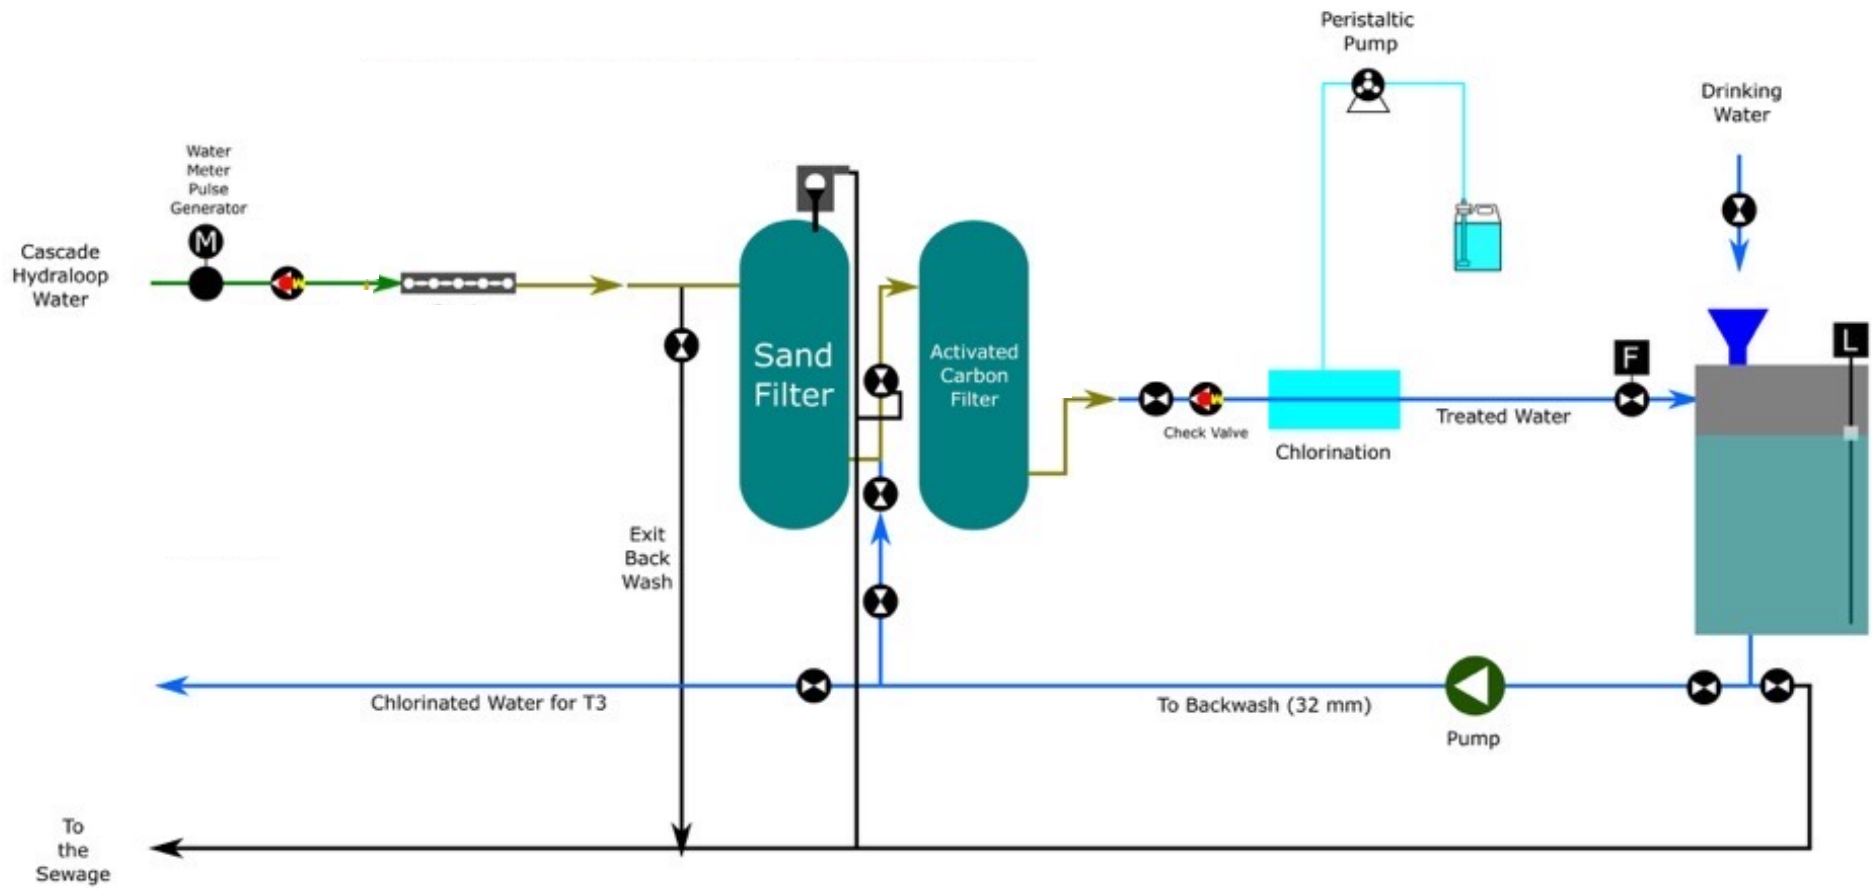 Peristaltic
Pump
Drinking
Water
Water
Meter
Pulse
Generator
M
Cascade
Hydraloop
Water
Sand
Filter
Activated
Carbon
Filter
F
L
Check Valve
Treated Water
Chlorination
Exit
Back
Wash
Chlorinated Water for T3
To Backwash (32 mm)
Pump
To
the
Sewage